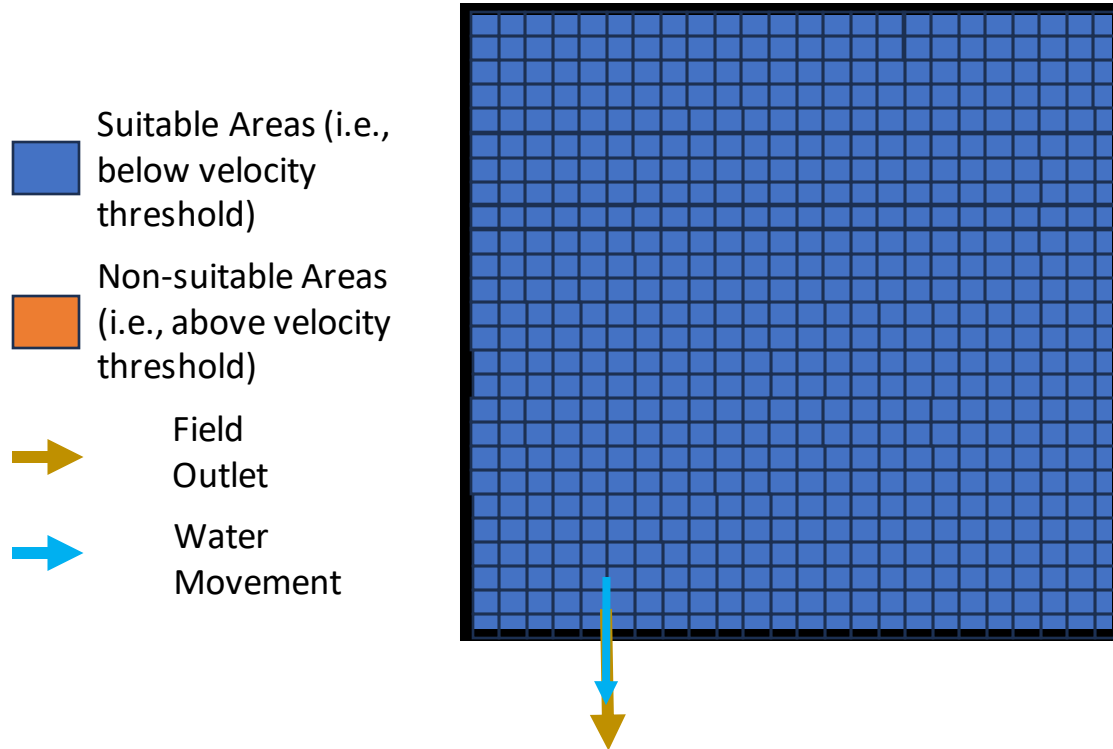 Suitable Areas (i.e.,
below velocity
threshold)
Non-suitable Areas
(i.e., above velocity
threshold)
Field
Outlet
Water
Movement